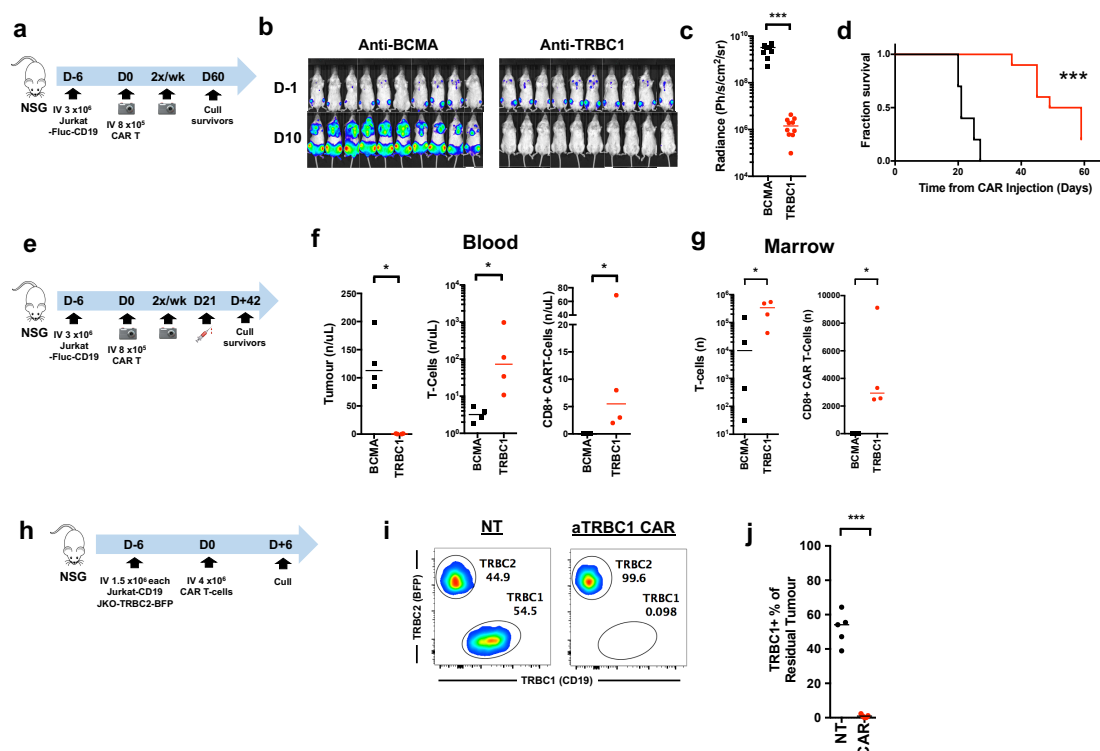 a
D-6 D0 2x/wk D60
NSG
IV 3 x10⁶
Jurkat
-Fluc-CD19
IV 8 x10⁵
CAR T
Cull
survivors
b
Anti-BCMA Anti-TRBC1
D-1
D10
c
***
Radiance (Ph/s/cm²/sr)
10¹⁰
10⁸
10⁶
10⁴
BCMA
TRBC1
d
***
Fraction survival
1.0
0.5
0.0
0 20 40 60
Time from CAR Injection (Days)
e
D-6 D0 2x/wk D21 D+42
NSG
IV 3 x10⁶
Jurkat
-Fluc-CD19
IV 8 x10⁵
CAR T
Cull
survivors
f
Blood
*
Tumour (n/uL)
250
200
150
100
50
0
BCMA
TRBC1
*
T-Cells (n/uL)
10⁴
10³
10²
10¹
10⁰
BCMA
TRBC1
*
CD8+ CART-Cells (n/uL)
80
60
40
20
15
10
5
0
BCMA
TRBC1
g
Marrow
*
T-cells (n)
10⁶
10⁵
10⁴
10³
10²
10¹
BCMA
TRBC1
*
CD8+ CAR T-Cells (n)
10000
8000
6000
4000
2000
0
BCMA
TRBC1
h
D-6 D0 D+6
NSG
IV 1.5 x10⁶ each
Jurkat-CD19
JKO-TRBC2-BFP
IV 4 x10⁶
CAR T-cells
Cull
i
NT aTRBC1 CAR
TRBC2
44.9
TRBC1
54.5
TRBC2
99.6
TRBC1
0.098
TRBC2 (BFP)
TRBC1 (CD19)
j
***
TRBC1+ % of
Residual Tumour
100
80
60
40
20
0
NT
CAR